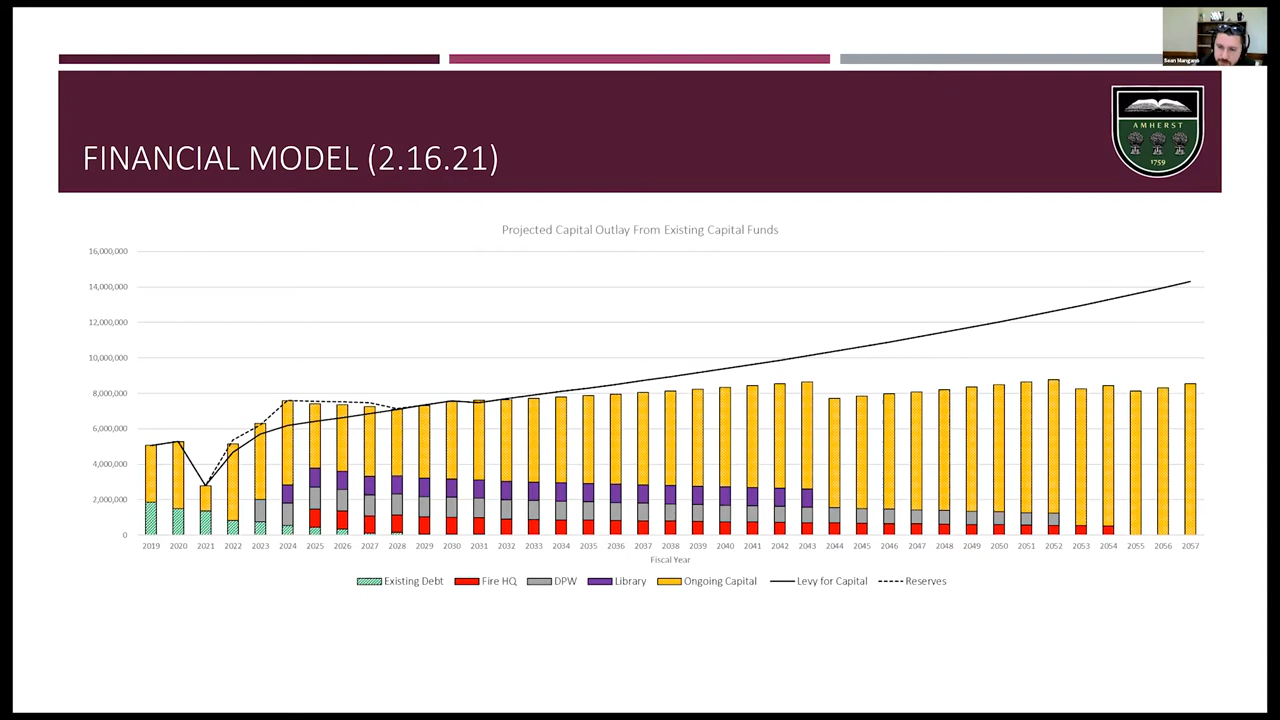 Sean Mangano
AMHERST
1759
FINANCIAL MODEL (2.16.21)
Projected Capital Outlay From Existing Capital Funds
16,000,000
14,000,000
12,000,000
10,000,000
8,000,000
6,000,000
4,000,000
2,000,000
0
2019 2020 2021 2022 2023 2024 2025 2026 2027 2028 2029 2030 2031 2032 2033 2034 2035 2036 2037 2038 2039 2040 2041 2042 2043 2044 2045 2046 2047 2048 2049 2050 2051 2052 2053 2054 2055 2056 2057
Fiscal Year
Existing Debt Fire HQ DPW Library Ongoing Capital Levy for Capital Reserves